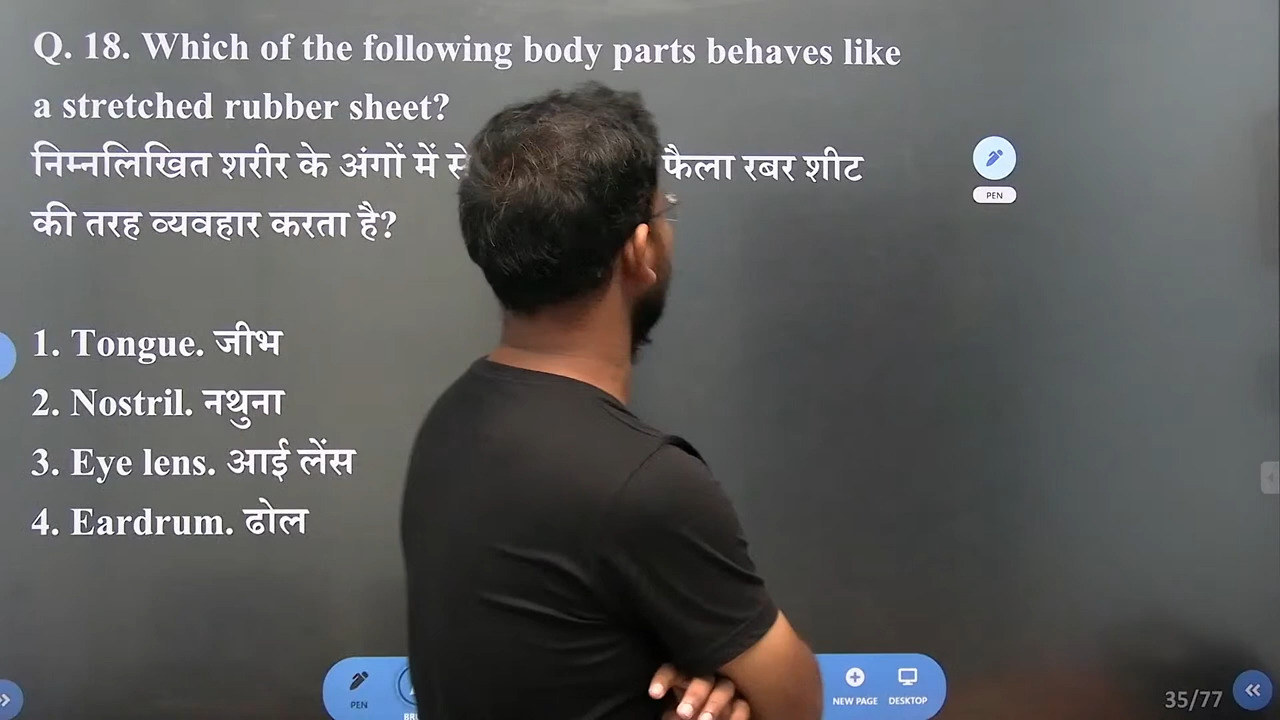 Q. 18. Which of the following body parts behaves like
a stretched rubber sheet?
निम्नलिखित शरीर के अंगों में से फैला रबर शीट
की तरह व्यवहार करता है?
PEN
1. Tongue. जीभ
2. Nostril. नथुना
3. Eye lens. आई लेंस
4. Eardrum. ढोल
PEN
NEW PAGE DESKTOP
35/77